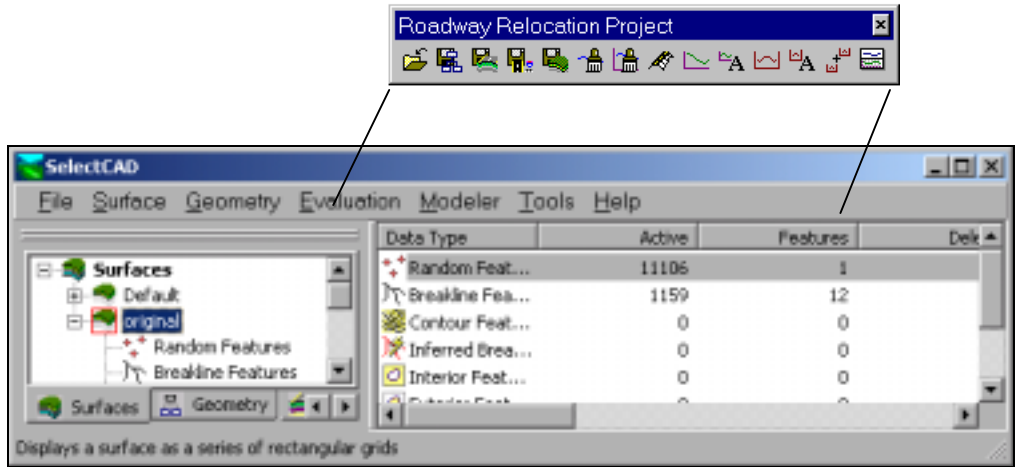 Roadway Relocation Project
SelectCAD
File Surface Geometry Evaluation Modeler Tools Help
Data Type Active Features Dele
Surfaces
Default
original
Random Features
Breakline Features
Random Feat... 11106 1
Breakline Fea... 1159 12
Contour Feat... 0 0
Inferred Brea... 0 0
Interior Feat... 0 0
Surfaces Geometry
Displays a surface as a series of rectangular grids